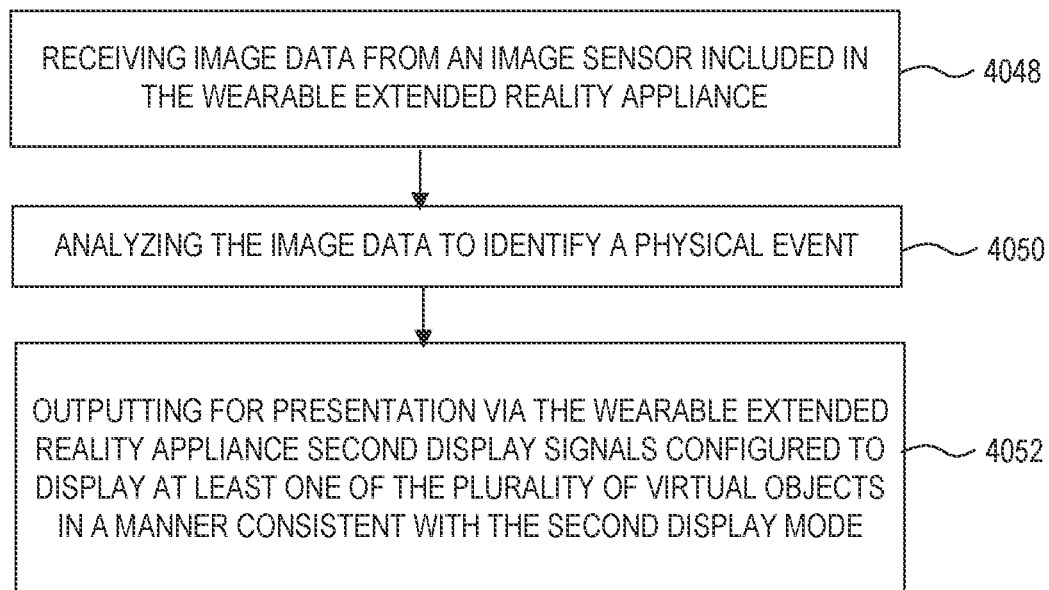 RECEIVING IMAGE DATA FROM AN IMAGE SENSOR INCLUDED IN
THE WEARABLE EXTENDED REALITY APPLIANCE
4048
ANALYZING THE IMAGE DATA TO IDENTIFY A PHYSICAL EVENT
4050
OUTPUTTING FOR PRESENTATION VIA THE WEARABLE EXTENDED
REALITY APPLIANCE SECOND DISPLAY SIGNALS CONFIGURED TO
DISPLAY AT LEAST ONE OF THE PLURALITY OF VIRTUAL OBJECTS
IN A MANNER CONSISTENT WITH THE SECOND DISPLAY MODE
4052